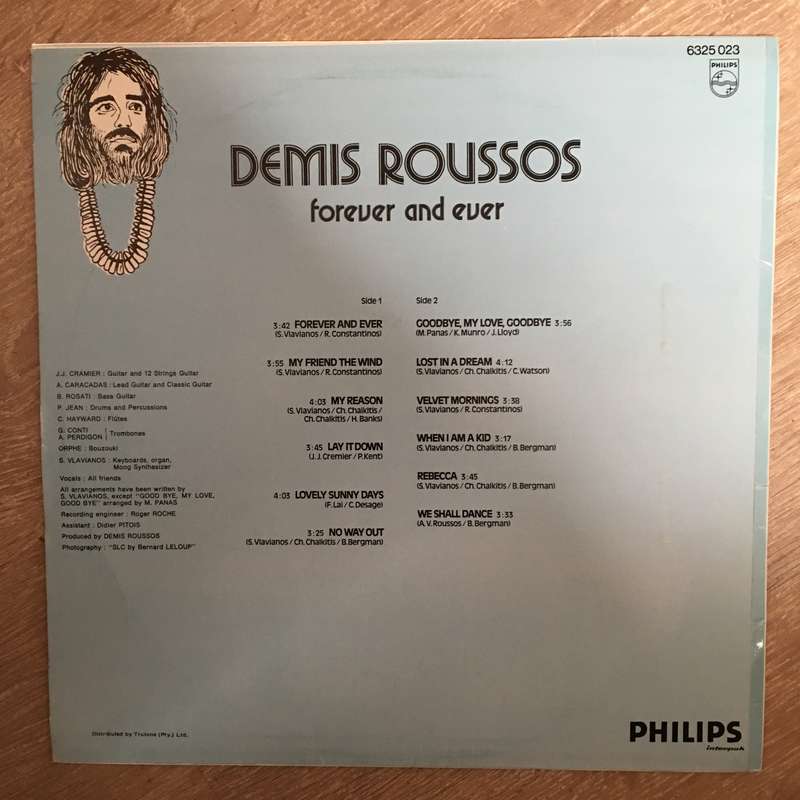 6325 023
PHILIPS
DEMIS ROUSSOS
forever and ever
Side 1
3:42 FOREVER AND EVER
(S. Vlavianos / R. Constantinos)
3:55 MY FRIEND THE WIND
(S. Vlavianos / R. Constantinos)
4:03 MY REASON
(S. Vlavianos / Ch. Chalkitis /
Ch. Chalkitis / H. Banks)
3:45 LAY IT DOWN
(J.J. Cremier / P. Kent)
4:03 LOVELY SUNNY DAYS
(F. Lai / C. Desage)
3:25 NO WAY OUT
(S. Vlavianos / Ch. Chalkitis / B. Bergman)
Side 2
GOODBYE, MY LOVE, GOODBYE 3:56
(M. Panas / K. Munro / J. Lloyd)
LOST IN A DREAM 4:12
(S. Vlavianos / Ch. Chalkitis / C. Watson)
VELVET MORNINGS 3:38
(S. Vlavianos / R. Constantinos)
WHEN I AM A KID 3:17
(S. Vlavianos / Ch. Chalkitis / B. Bergman)
REBECCA 3:45
(S. Vlavianos / Ch. Chalkitis / B. Bergman)
WE SHALL DANCE 3:33
(A.V. Roussos / B. Bergman)
J.J. CRAMIER : Guitar and 12 Strings Guitar
A. CARACADAS : Lead Guitar and Classic Guitar
B. ROSATI : Bass Guitar
P. JEAN : Drums and Percussions
C. HAYWARD : Flûtes
G. CONTI
A. PERDIGON } Trombones
ORPHE : Bouzouki
S. VLAVIANOS : Keyboards, organ,
Moog Synthesizer
Vocals : All friends
All arrangements have been written by
S. VLAVIANOS, except "GOOD BYE, MY LOVE,
GOOD BYE" arranged by M. PANAS
Recording engineer : Roger ROCHE
Assistant : Didier PITOIS
Produced by DEMIS ROUSSOS
Photography : "SLC by Bernard LELOUP"
Distributed by Trutone (Pty.) Ltd.
PHILIPS
interpak